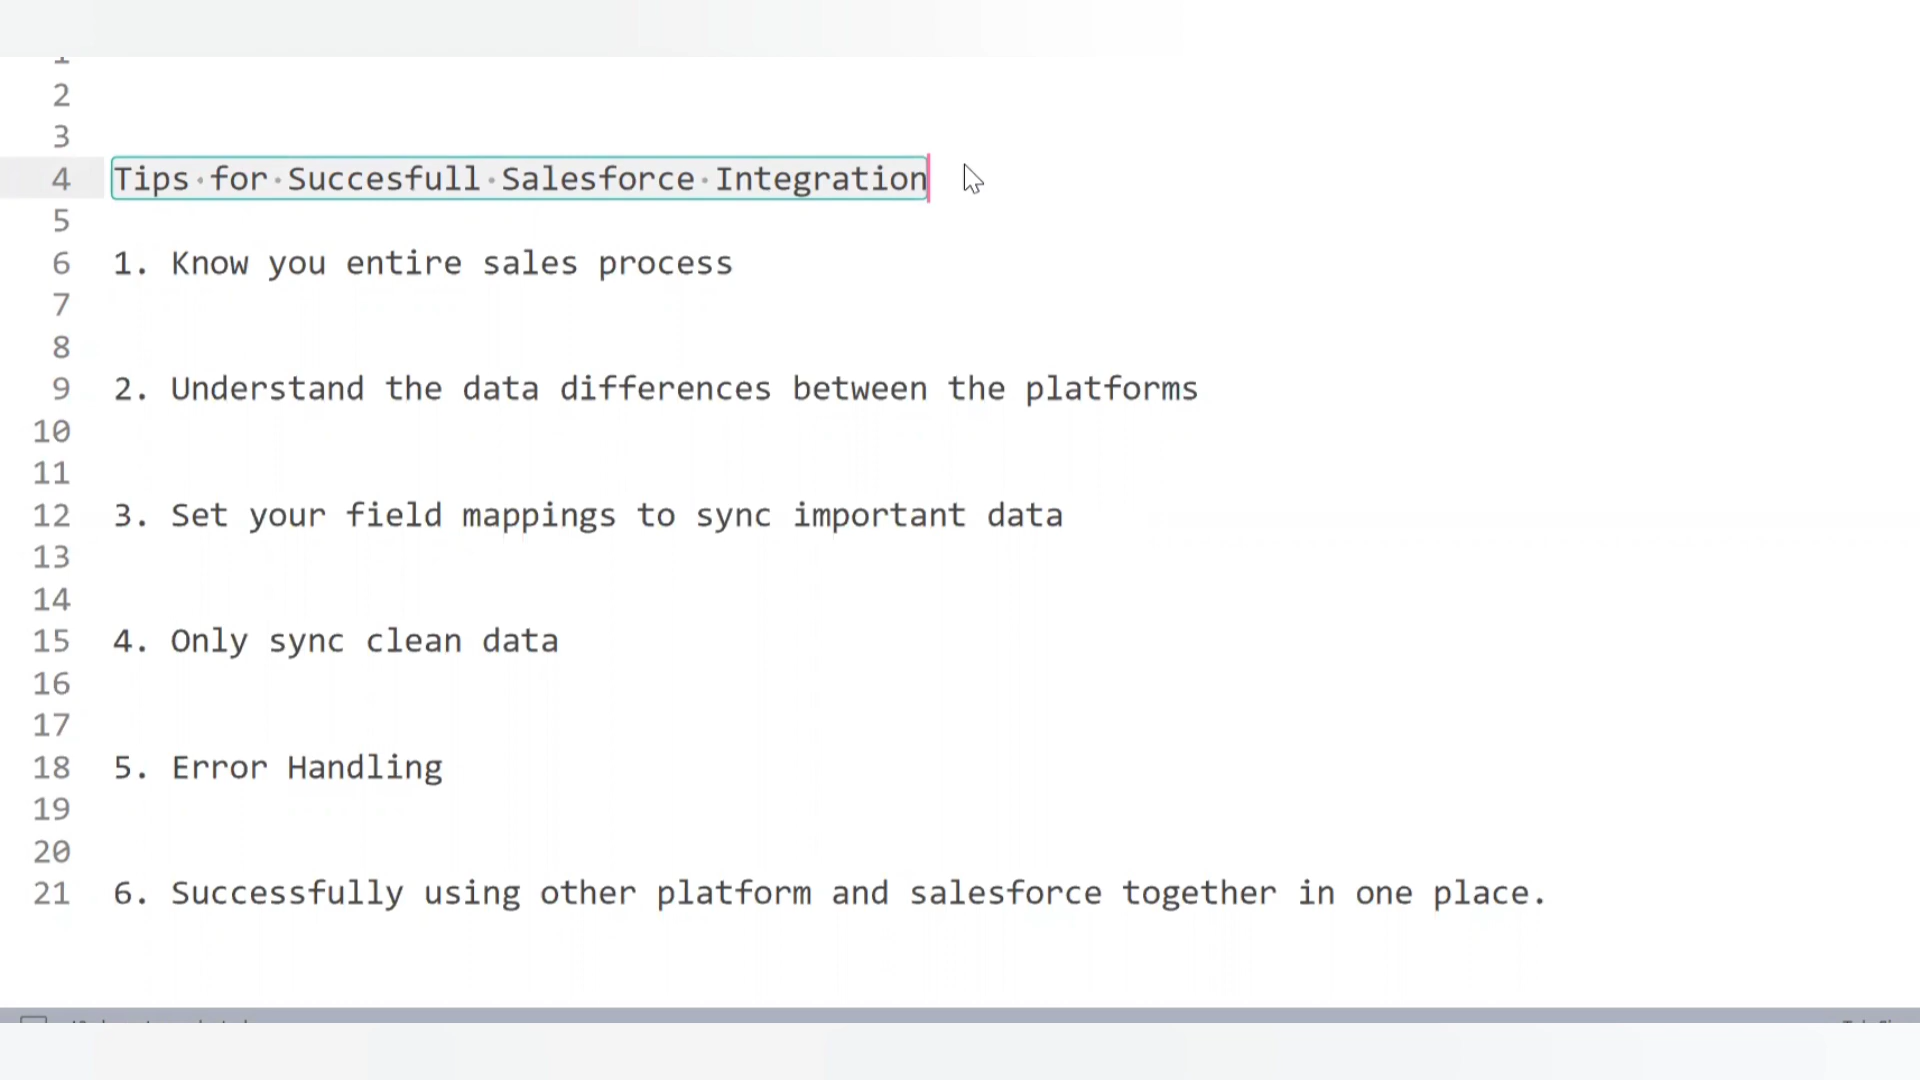 2
3
4 Tips for Succesfull Salesforce Integration
5
6 1. Know you entire sales process
7
8
9 2. Understand the data differences between the platforms
10
11
12 3. Set your field mappings to sync important data
13
14
15 4. Only sync clean data
16
17
18 5. Error Handling
19
20
21 6. Successfully using other platform and salesforce together in one place.